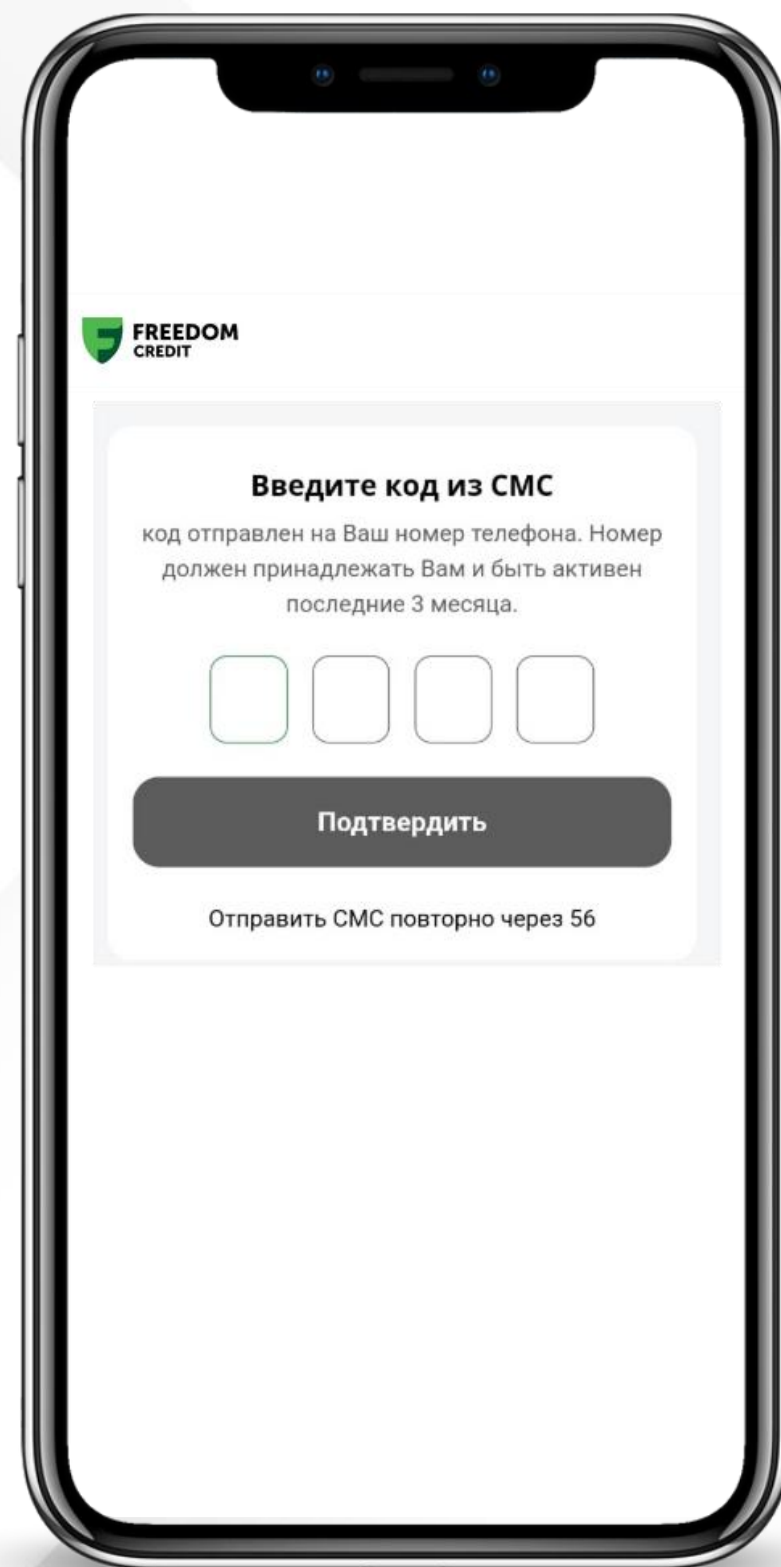 FREEDOM
CREDIT
Введите код из СМС
код отправлен на Ваш номер телефона. Номер
должен принадлежать Вам и быть активен
последние 3 месяца.
Подтвердить
Отправить СМС повторно через 56